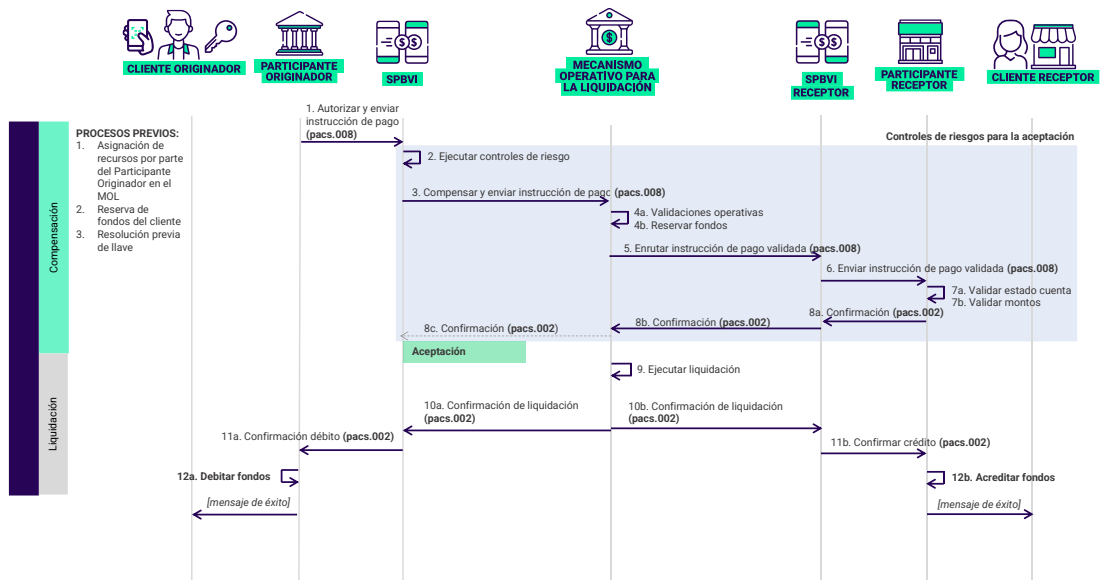 CLIENTE ORIGINADOR
PARTICIPANTE
ORIGINADOR
SPBVI
MECANISMO
OPERATIVO PARA
LA LIQUIDACIÓN
SPBVI
RECEPTOR
PARTICIPANTE
RECEPTOR
CLIENTE RECEPTOR
Compensación
Liquidación
PROCESOS PREVIOS:
1. Asignación de
recursos por parte
del Participante
Originador en el
MOL
2. Reserva de
fondos del cliente
3. Resolución previa
de llave
1. Autorizar y enviar
instrucción de pago
(pacs.008)
Controles de riesgos para la aceptación
2. Ejecutar controles de riesgo
3. Compensar y enviar instrucción de pago (pacs.008)
4a. Validaciones operativas
4b. Reservar fondos
5. Enrutar instrucción de pago validada (pacs.008)
6. Enviar instrucción de pago validada (pacs.008)
7a. Validar estado cuenta
7b. Validar montos
8a. Confirmación (pacs.002)
8b. Confirmación (pacs.002)
8c. Confirmación (pacs.002)
Aceptación
9. Ejecutar liquidación
10a. Confirmación de liquidación
(pacs.002)
10b. Confirmación de liquidación
(pacs.002)
11a. Confirmación débito (pacs.002)
11b. Confirmar crédito (pacs.002)
12a. Debitar fondos
12b. Acreditar fondos
[mensaje de éxito]
[mensaje de éxito]